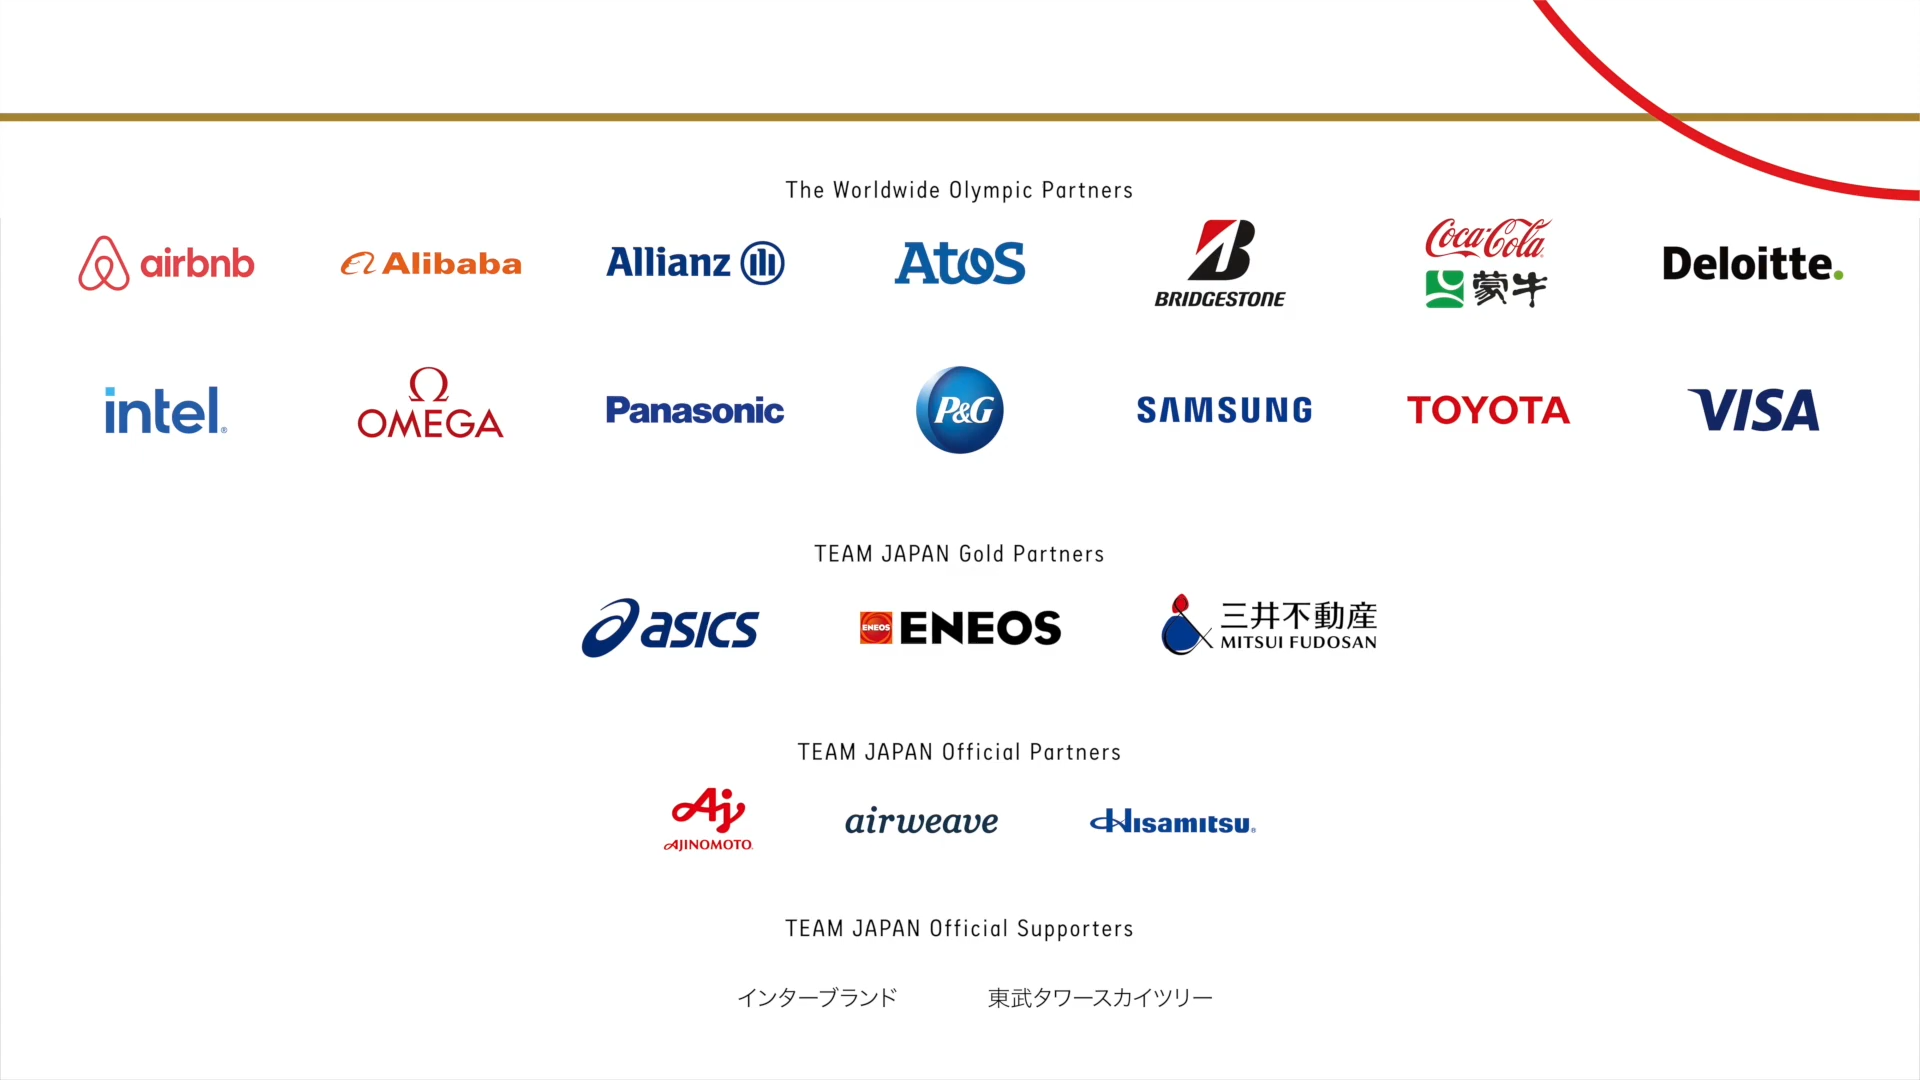 The Worldwide Olympic Partners
airbnb
Alibaba
Allianz
Atos
BRIDGESTONE
Coca-Cola
蒙牛
Deloitte.
intel®
Ω
OMEGA
Panasonic
P&G
SAMSUNG
TOYOTA
VISA
TEAM JAPAN Gold Partners
asics
ENEOS ENEOS
三井不動産
MITSUI FUDOSAN
TEAM JAPAN Official Partners
Aj
AJINOMOTO
airweave
Hisamitsu®
TEAM JAPAN Official Supporters
インターブランド
東武タワースカイツリー